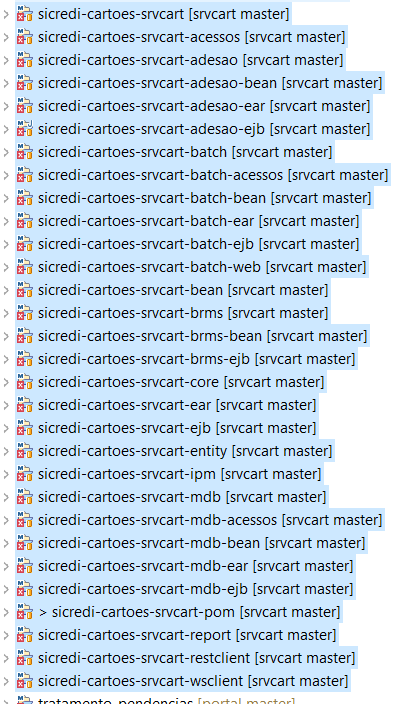 sicredi-cartoes-srvcart [srvcart master]
sicredi-cartoes-srvcart-acessos [srvcart master]
sicredi-cartoes-srvcart-adesao [srvcart master]
sicredi-cartoes-srvcart-adesao-bean [srvcart master]
sicredi-cartoes-srvcart-adesao-ear [srvcart master]
sicredi-cartoes-srvcart-adesao-ejb [srvcart master]
sicredi-cartoes-srvcart-batch [srvcart master]
sicredi-cartoes-srvcart-batch-acessos [srvcart master]
sicredi-cartoes-srvcart-batch-bean [srvcart master]
sicredi-cartoes-srvcart-batch-ear [srvcart master]
sicredi-cartoes-srvcart-batch-ejb [srvcart master]
sicredi-cartoes-srvcart-batch-web [srvcart master]
sicredi-cartoes-srvcart-bean [srvcart master]
sicredi-cartoes-srvcart-brms [srvcart master]
sicredi-cartoes-srvcart-brms-bean [srvcart master]
sicredi-cartoes-srvcart-brms-ejb [srvcart master]
sicredi-cartoes-srvcart-core [srvcart master]
sicredi-cartoes-srvcart-ear [srvcart master]
sicredi-cartoes-srvcart-ejb [srvcart master]
sicredi-cartoes-srvcart-entity [srvcart master]
sicredi-cartoes-srvcart-ipm [srvcart master]
sicredi-cartoes-srvcart-mdb [srvcart master]
sicredi-cartoes-srvcart-mdb-acessos [srvcart master]
sicredi-cartoes-srvcart-mdb-bean [srvcart master]
sicredi-cartoes-srvcart-mdb-ear [srvcart master]
sicredi-cartoes-srvcart-mdb-ejb [srvcart master]
> sicredi-cartoes-srvcart-pom [srvcart master]
sicredi-cartoes-srvcart-report [srvcart master]
sicredi-cartoes-srvcart-restclient [srvcart master]
sicredi-cartoes-srvcart-wsclient [srvcart master]
tratamento_pendencias [portal master]